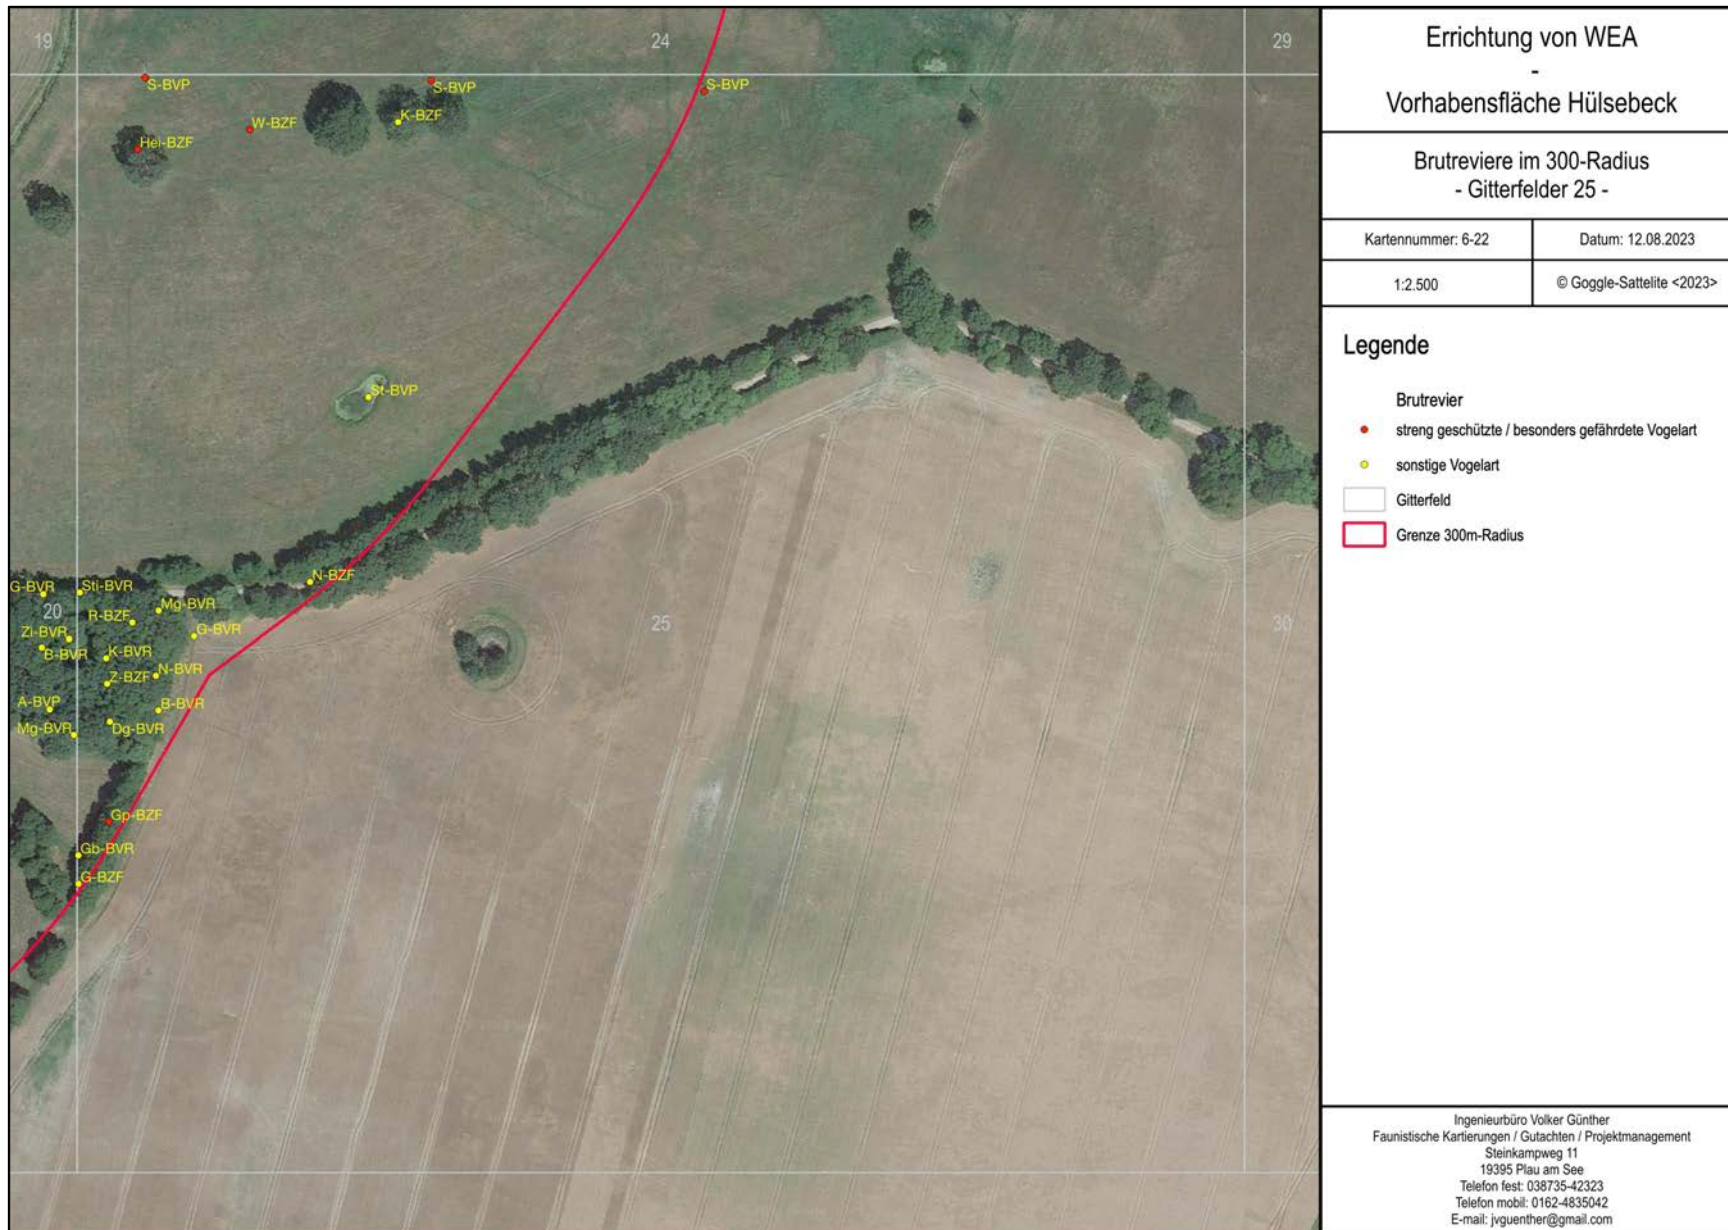 19
24
29
S-BVP
S-BVP
S-BVP
W-BZF
K-BZF
Hei-BZF
St-BVP
N-BZF
G-BVR
Sti-BVR
20
Mg-BVR
R-BZF
25
30
Zi-BVR
G-BVR
B-BVR
K-BVR
Z-BZF
N-BVR
A-BVP
B-BVR
Mg-BVR
Dg-BVR
Gp-BZF
Gb-BVR
G-BZF
Errichtung von WEA
-
Vorhabensfläche Hülsebeck
Brutreviere im 300-Radius
- Gitterfelder 25 -
Kartennummer: 6-22
Datum: 12.08.2023
1:2.500
© Goggle-Sattelite <2023>
Legende
Brutrevier
streng geschützte / besonders gefährdete Vogelart
sonstige Vogelart
Gitterfeld
Grenze 300m-Radius
Ingenieurbüro Volker Günther
Faunistische Kartierungen / Gutachten / Projektmanagement
Steinkampweg 11
19395 Plau am See
Telefon fest: 038735-42323
Telefon mobil: 0162-4835042
E-mail: jvguenther@gmail.com